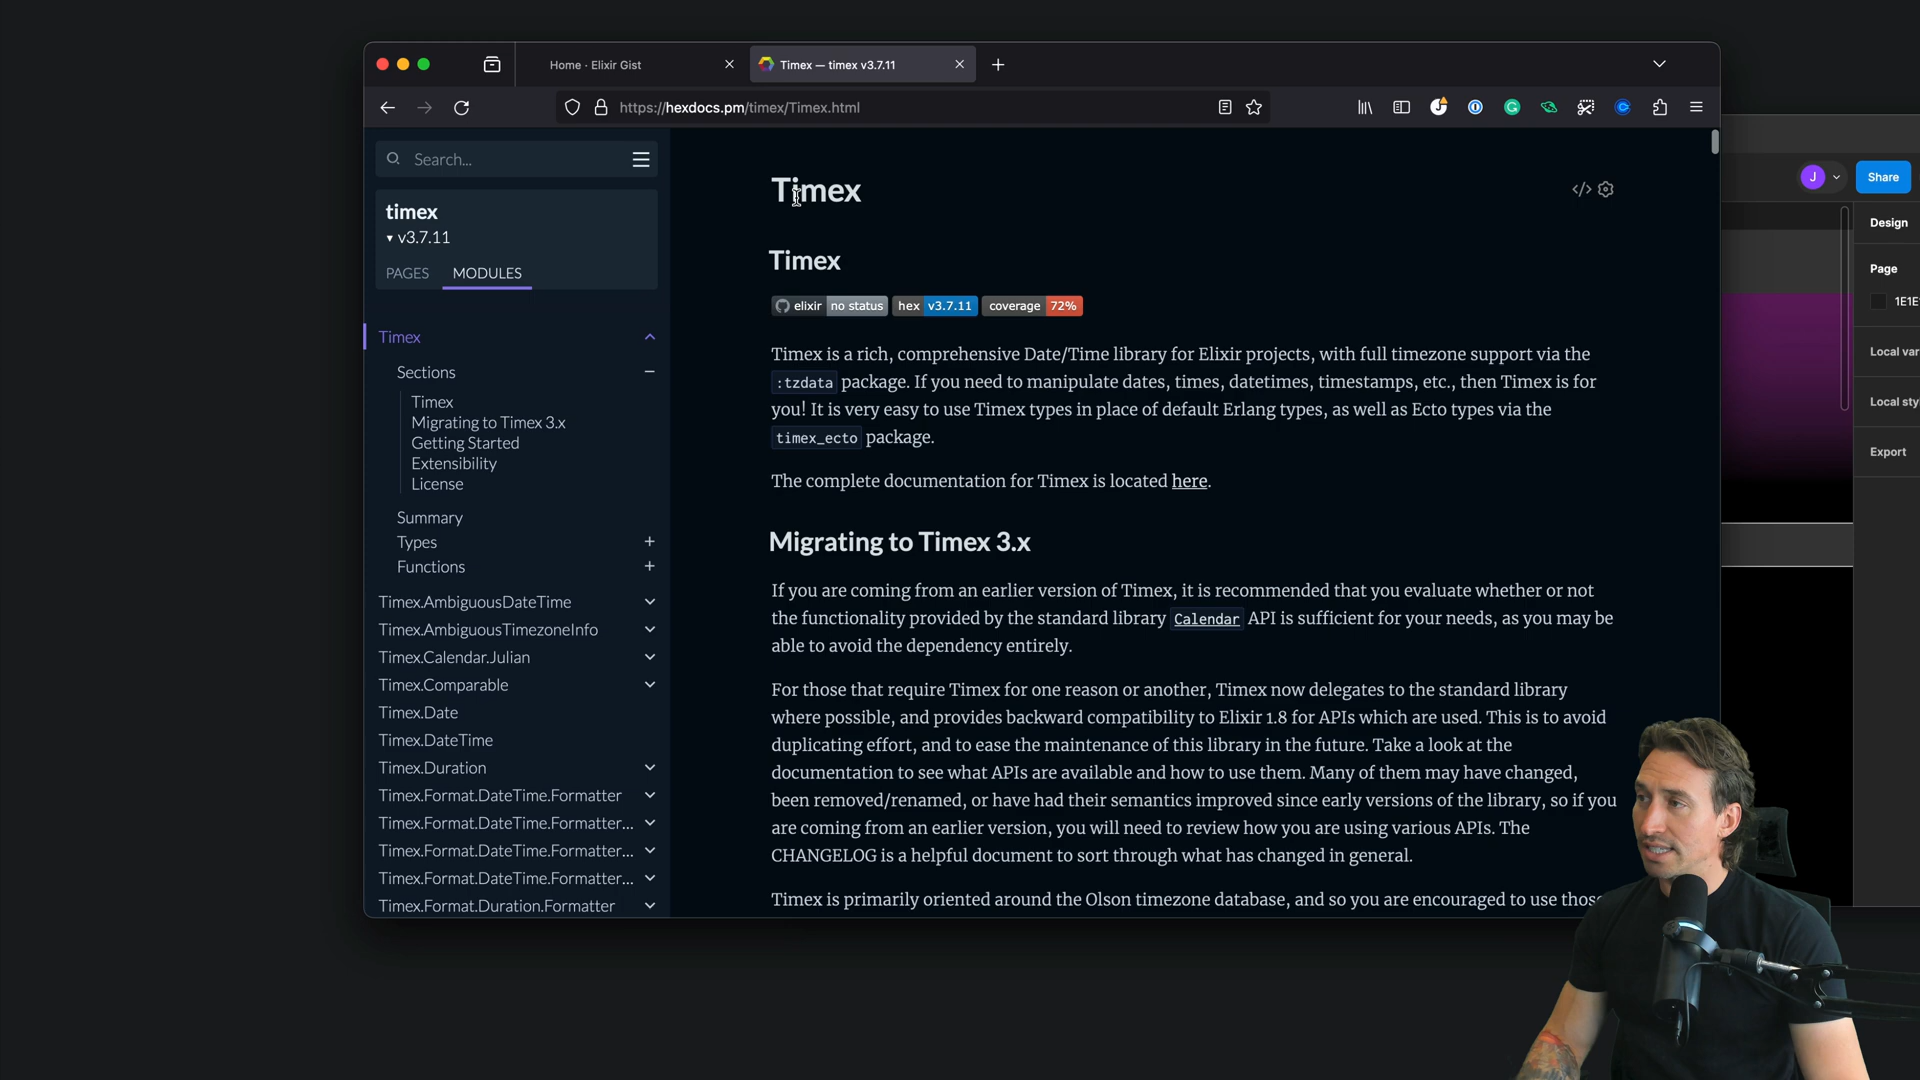 Home · Elixir Gist
Timex — timex v3.7.11
https://hexdocs.pm/timex/Timex.html
Search...
timex
v3.7.11
PAGES MODULES
Timex
Sections
Timex
Migrating to Timex 3.x
Getting Started
Extensibility
License
Summary
Types
Functions
Timex.AmbiguousDateTime
Timex.AmbiguousTimezoneInfo
Timex.Calendar.Julian
Timex.Comparable
Timex.Date
Timex.DateTime
Timex.Duration
Timex.Format.DateTime.Formatter
Timex.Format.DateTime.Formatter...
Timex.Format.DateTime.Formatter...
Timex.Format.DateTime.Formatter...
Timex.Format.Duration.Formatter
Timex
</>
Timex
elixir no status hex v3.7.11 coverage 72%
Timex is a rich, comprehensive Date/Time library for Elixir projects, with full timezone support via the
:tzdata package. If you need to manipulate dates, times, datetimes, timestamps, etc., then Timex is for
you! It is very easy to use Timex types in place of default Erlang types, as well as Ecto types via the
timex_ecto package.
The complete documentation for Timex is located here.
Migrating to Timex 3.x
If you are coming from an earlier version of Timex, it is recommended that you evaluate whether or not
the functionality provided by the standard library Calendar API is sufficient for your needs, as you may be
able to avoid the dependency entirely.
For those that require Timex for one reason or another, Timex now delegates to the standard library
where possible, and provides backward compatibility to Elixir 1.8 for APIs which are used. This is to avoid
duplicating effort, and to ease the maintenance of this library in the future. Take a look at the
documentation to see what APIs are available and how to use them. Many of them may have changed,
been removed/renamed, or have had their semantics improved since early versions of the library, so if you
are coming from an earlier version, you will need to review how you are using various APIs. The
CHANGELOG is a helpful document to sort through what has changed in general.
Timex is primarily oriented around the Olson timezone database, and so you are encouraged to use those
J
Share
Design
Page
1E1E
Local var
Local sty
Export